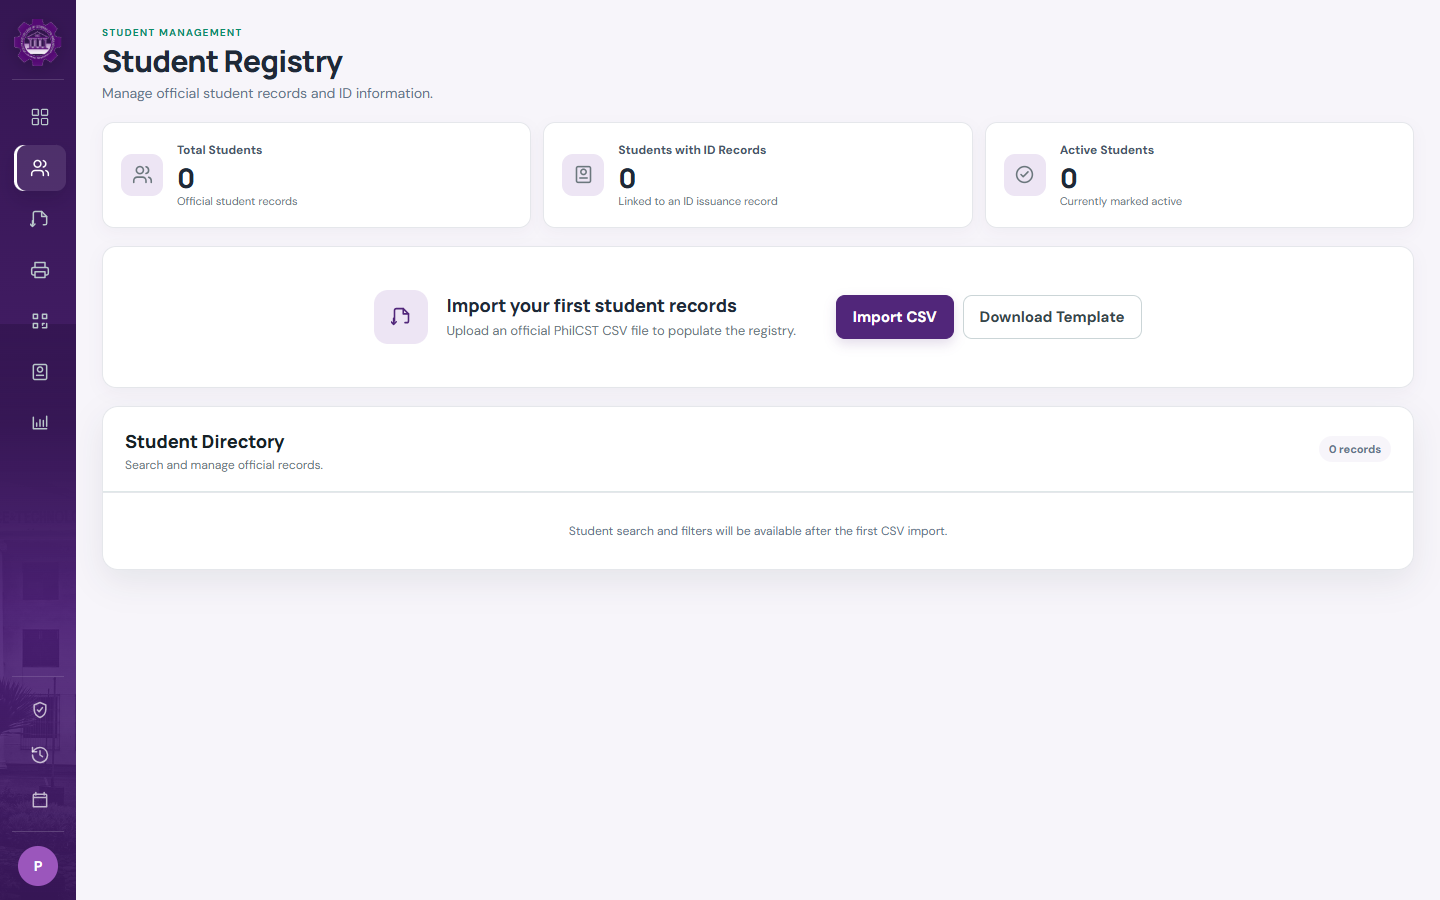 STUDENT MANAGEMENT
Student Registry
Manage official student records and ID information.
Total Students
0
Official student records
Students with ID Records
0
Linked to an ID issuance record
Active Students
0
Currently marked active
Import your first student records
Upload an official PhilCST CSV file to populate the registry.
Import CSV
Download Template
Student Directory
Search and manage official records.
0 records
Student search and filters will be available after the first CSV import.
P